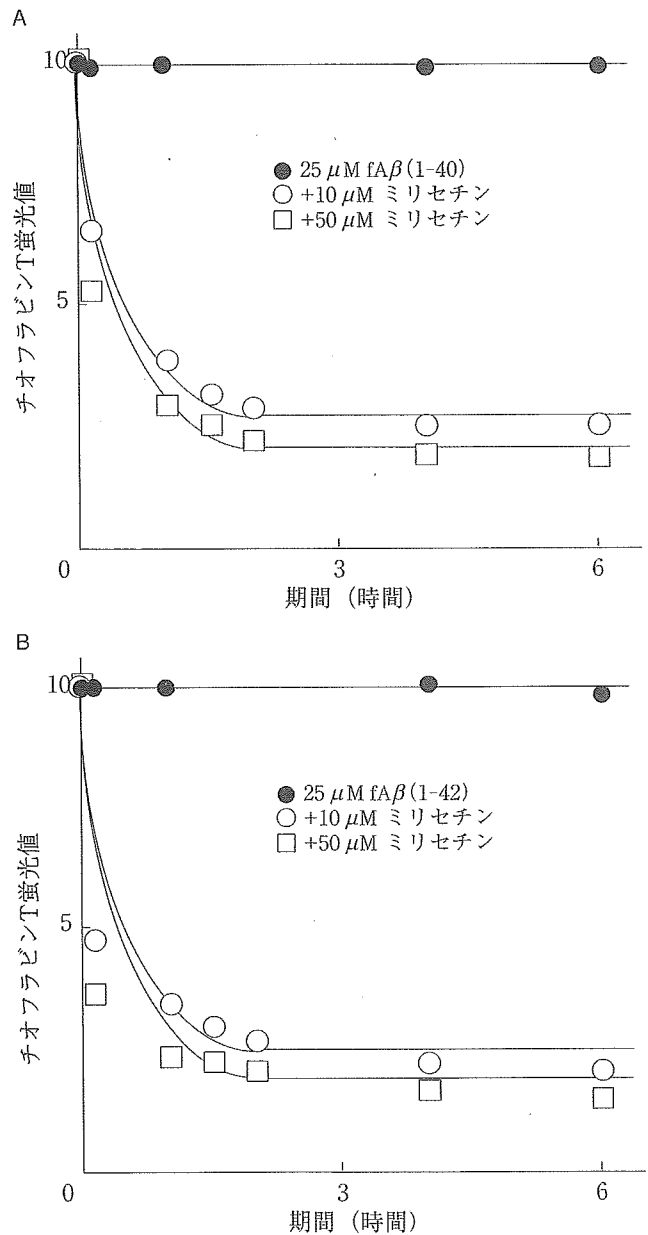 A
10
● 25 μM fAβ(1-40)
○ +10 μM ミリセチン
□ +50 μM ミリセチン
5
チオフラビンT蛍光値
0
3
6
期間（時間）
B
10
● 25 μM fAβ(1-42)
○ +10 μM ミリセチン
□ +50 μM ミリセチン
5
チオフラビンT蛍光値
0
3
6
期間（時間）